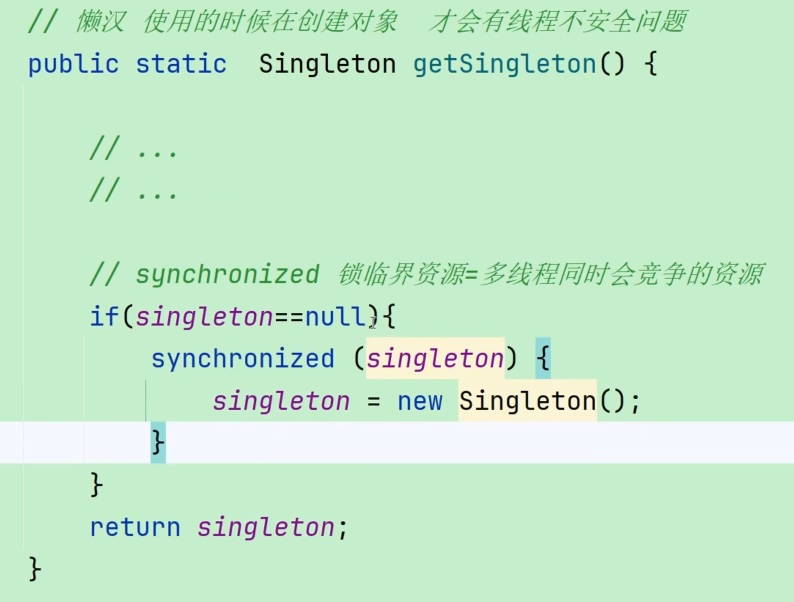 // 懒汉 使用的时候在创建对象  才会有线程不安全问题
public static  Singleton getSingleton() {
// ...
// ...
// synchronized 锁临界资源=多线程同时会竞争的资源
if(singleton==null){
synchronized (singleton) {
singleton = new Singleton();
}
}
return singleton;
}